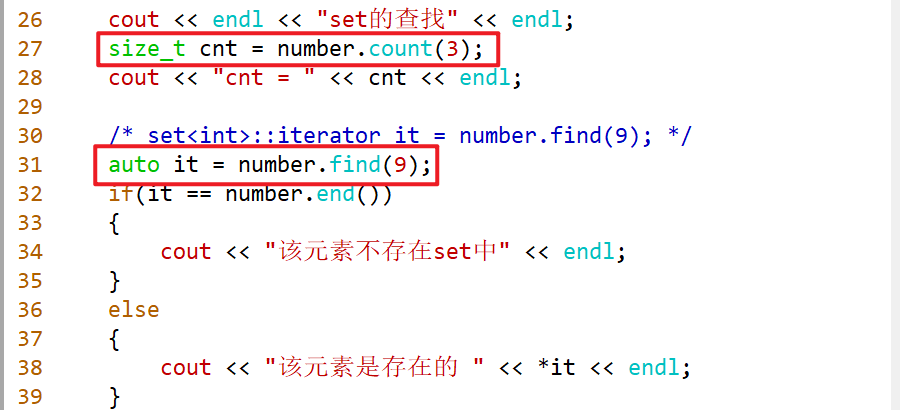 26 cout << endl << "set的查找" << endl;
27 size_t cnt = number.count(3);
28 cout << "cnt = " << cnt << endl;
29
30 /* set<int>::iterator it = number.find(9); */
31 auto it = number.find(9);
32 if(it == number.end())
33 {
34     cout << "该元素不存在set中" << endl;
35 }
36 else
37 {
38     cout << "该元素是存在的 " << *it << endl;
39 }